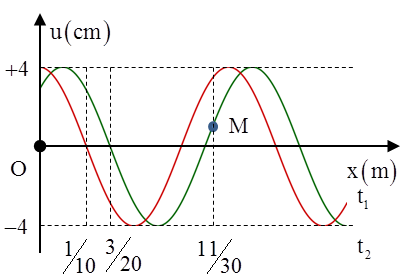 u(cm)
+4
M
O
x(m)
t₁
−4
1/10 3/20 11/30
t₂